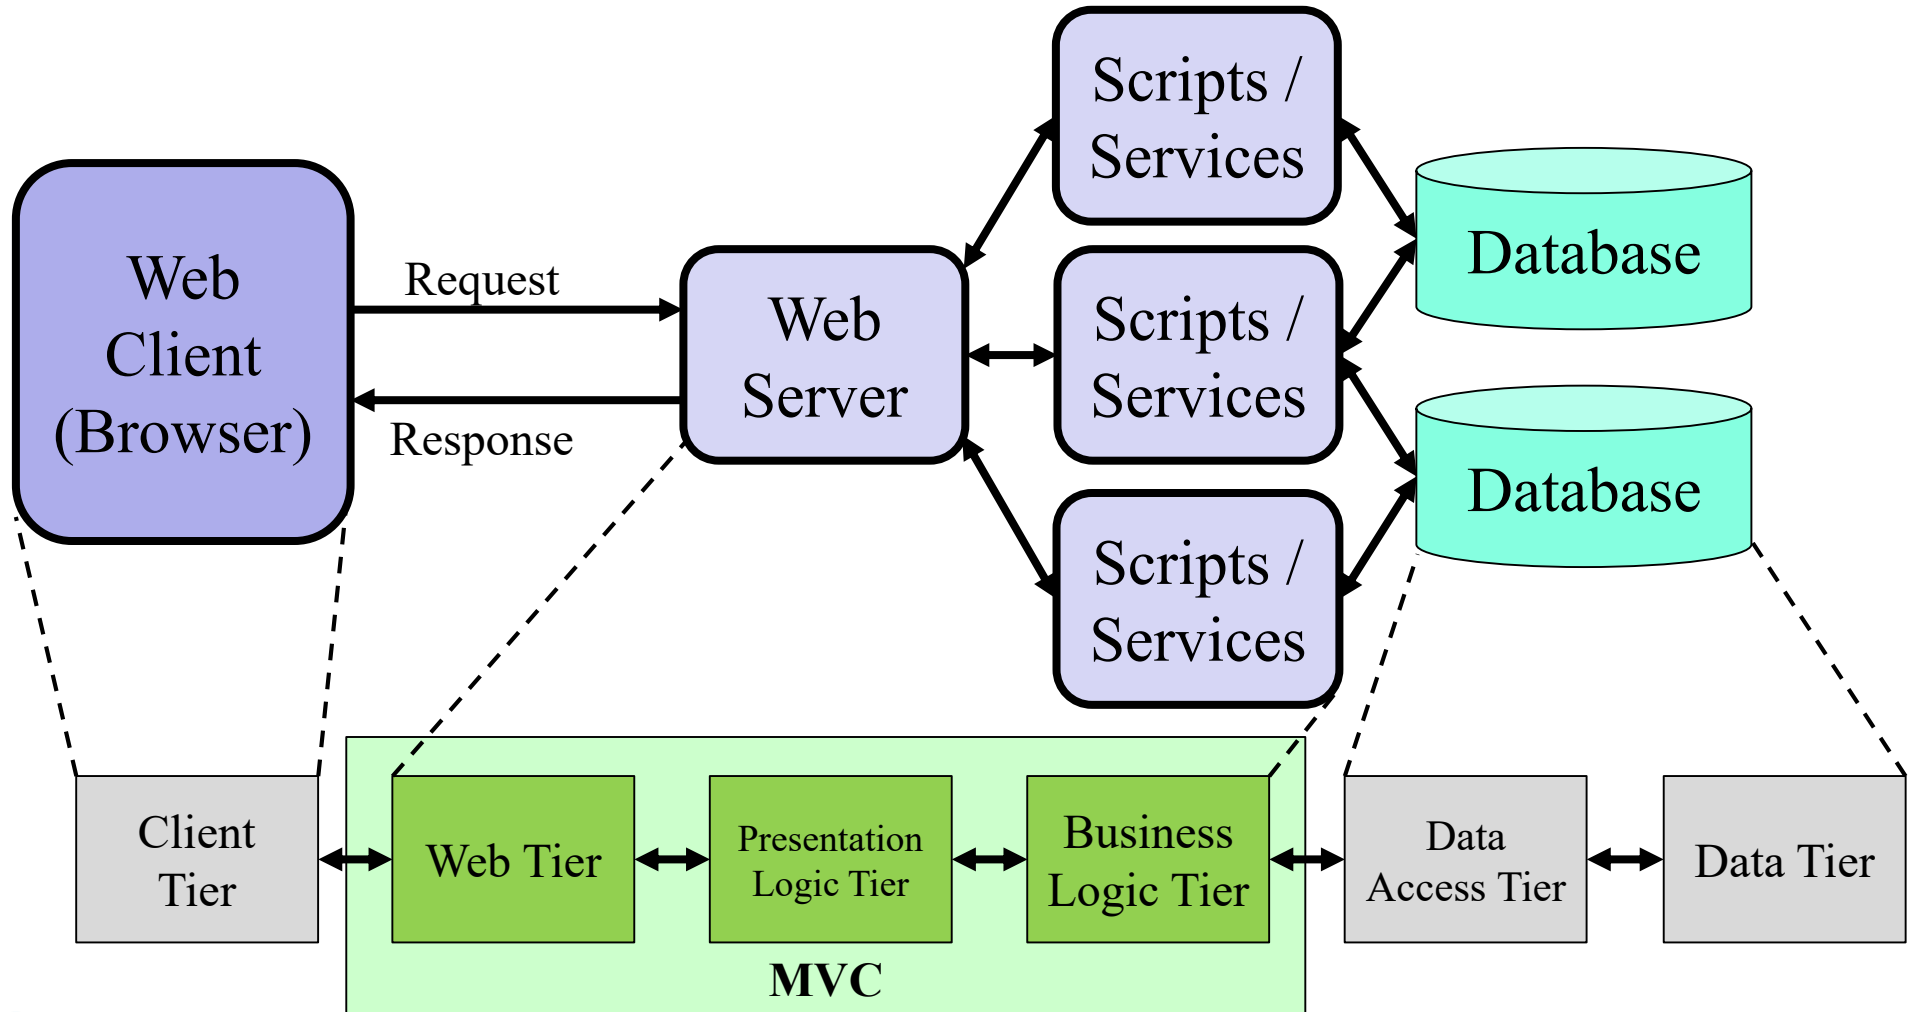 Web
Client
(Browser)
Request
Response
Web
Server
Scripts /
Services
Scripts /
Services
Scripts /
Services
Database
Database
Client
Tier
Web Tier
Presentation
Logic Tier
Business
Logic Tier
Data
Access Tier
Data Tier
MVC